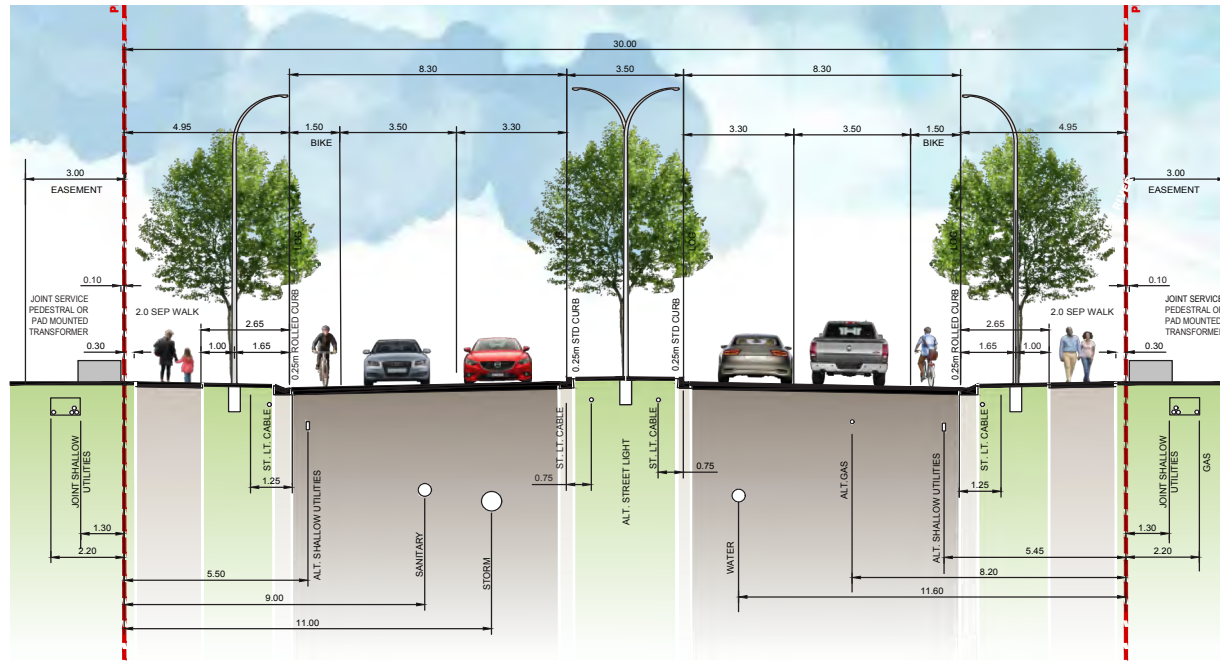 P
P
30.00
8.30
3.50
8.30
4.95
1.50
3.50
3.30
3.30
3.50
1.50
4.95
BIKE
BIKE
3.00
EASEMENT
3.00
EASEMENT
0.10
0.10
JOINT SERVICE
PEDESTRAL OR
PAD MOUNTED
TRANSFORMER
JOINT SERVICE
PEDESTRAL OR
PAD MOUNTED
TRANSFORMER
2.0 SEP WALK
2.0 SEP WALK
2.65
2.65
0.30
1.00
1.65
1.65
1.00
0.30
0.25m ROLLED CURB
0.25m STD CURB
0.25m STD CURB
0.25m ROLLED CURB
JOINT SHALLOW
UTILITIES
ST. LT. CABLE
1.25
ALT. SHALLOW UTILITIES
SANITARY
STORM
ST. LT. CABLE
0.75
ALT. STREET LIGHT
ST. LT. CABLE
0.75
WATER
ALT.GAS
ALT. SHALLOW UTILITIES
ST. LT. CABLE
1.25
JOINT SHALLOW
UTILITIES
GAS
1.30
2.20
5.50
9.00
11.00
1.30
2.20
5.45
8.20
11.60